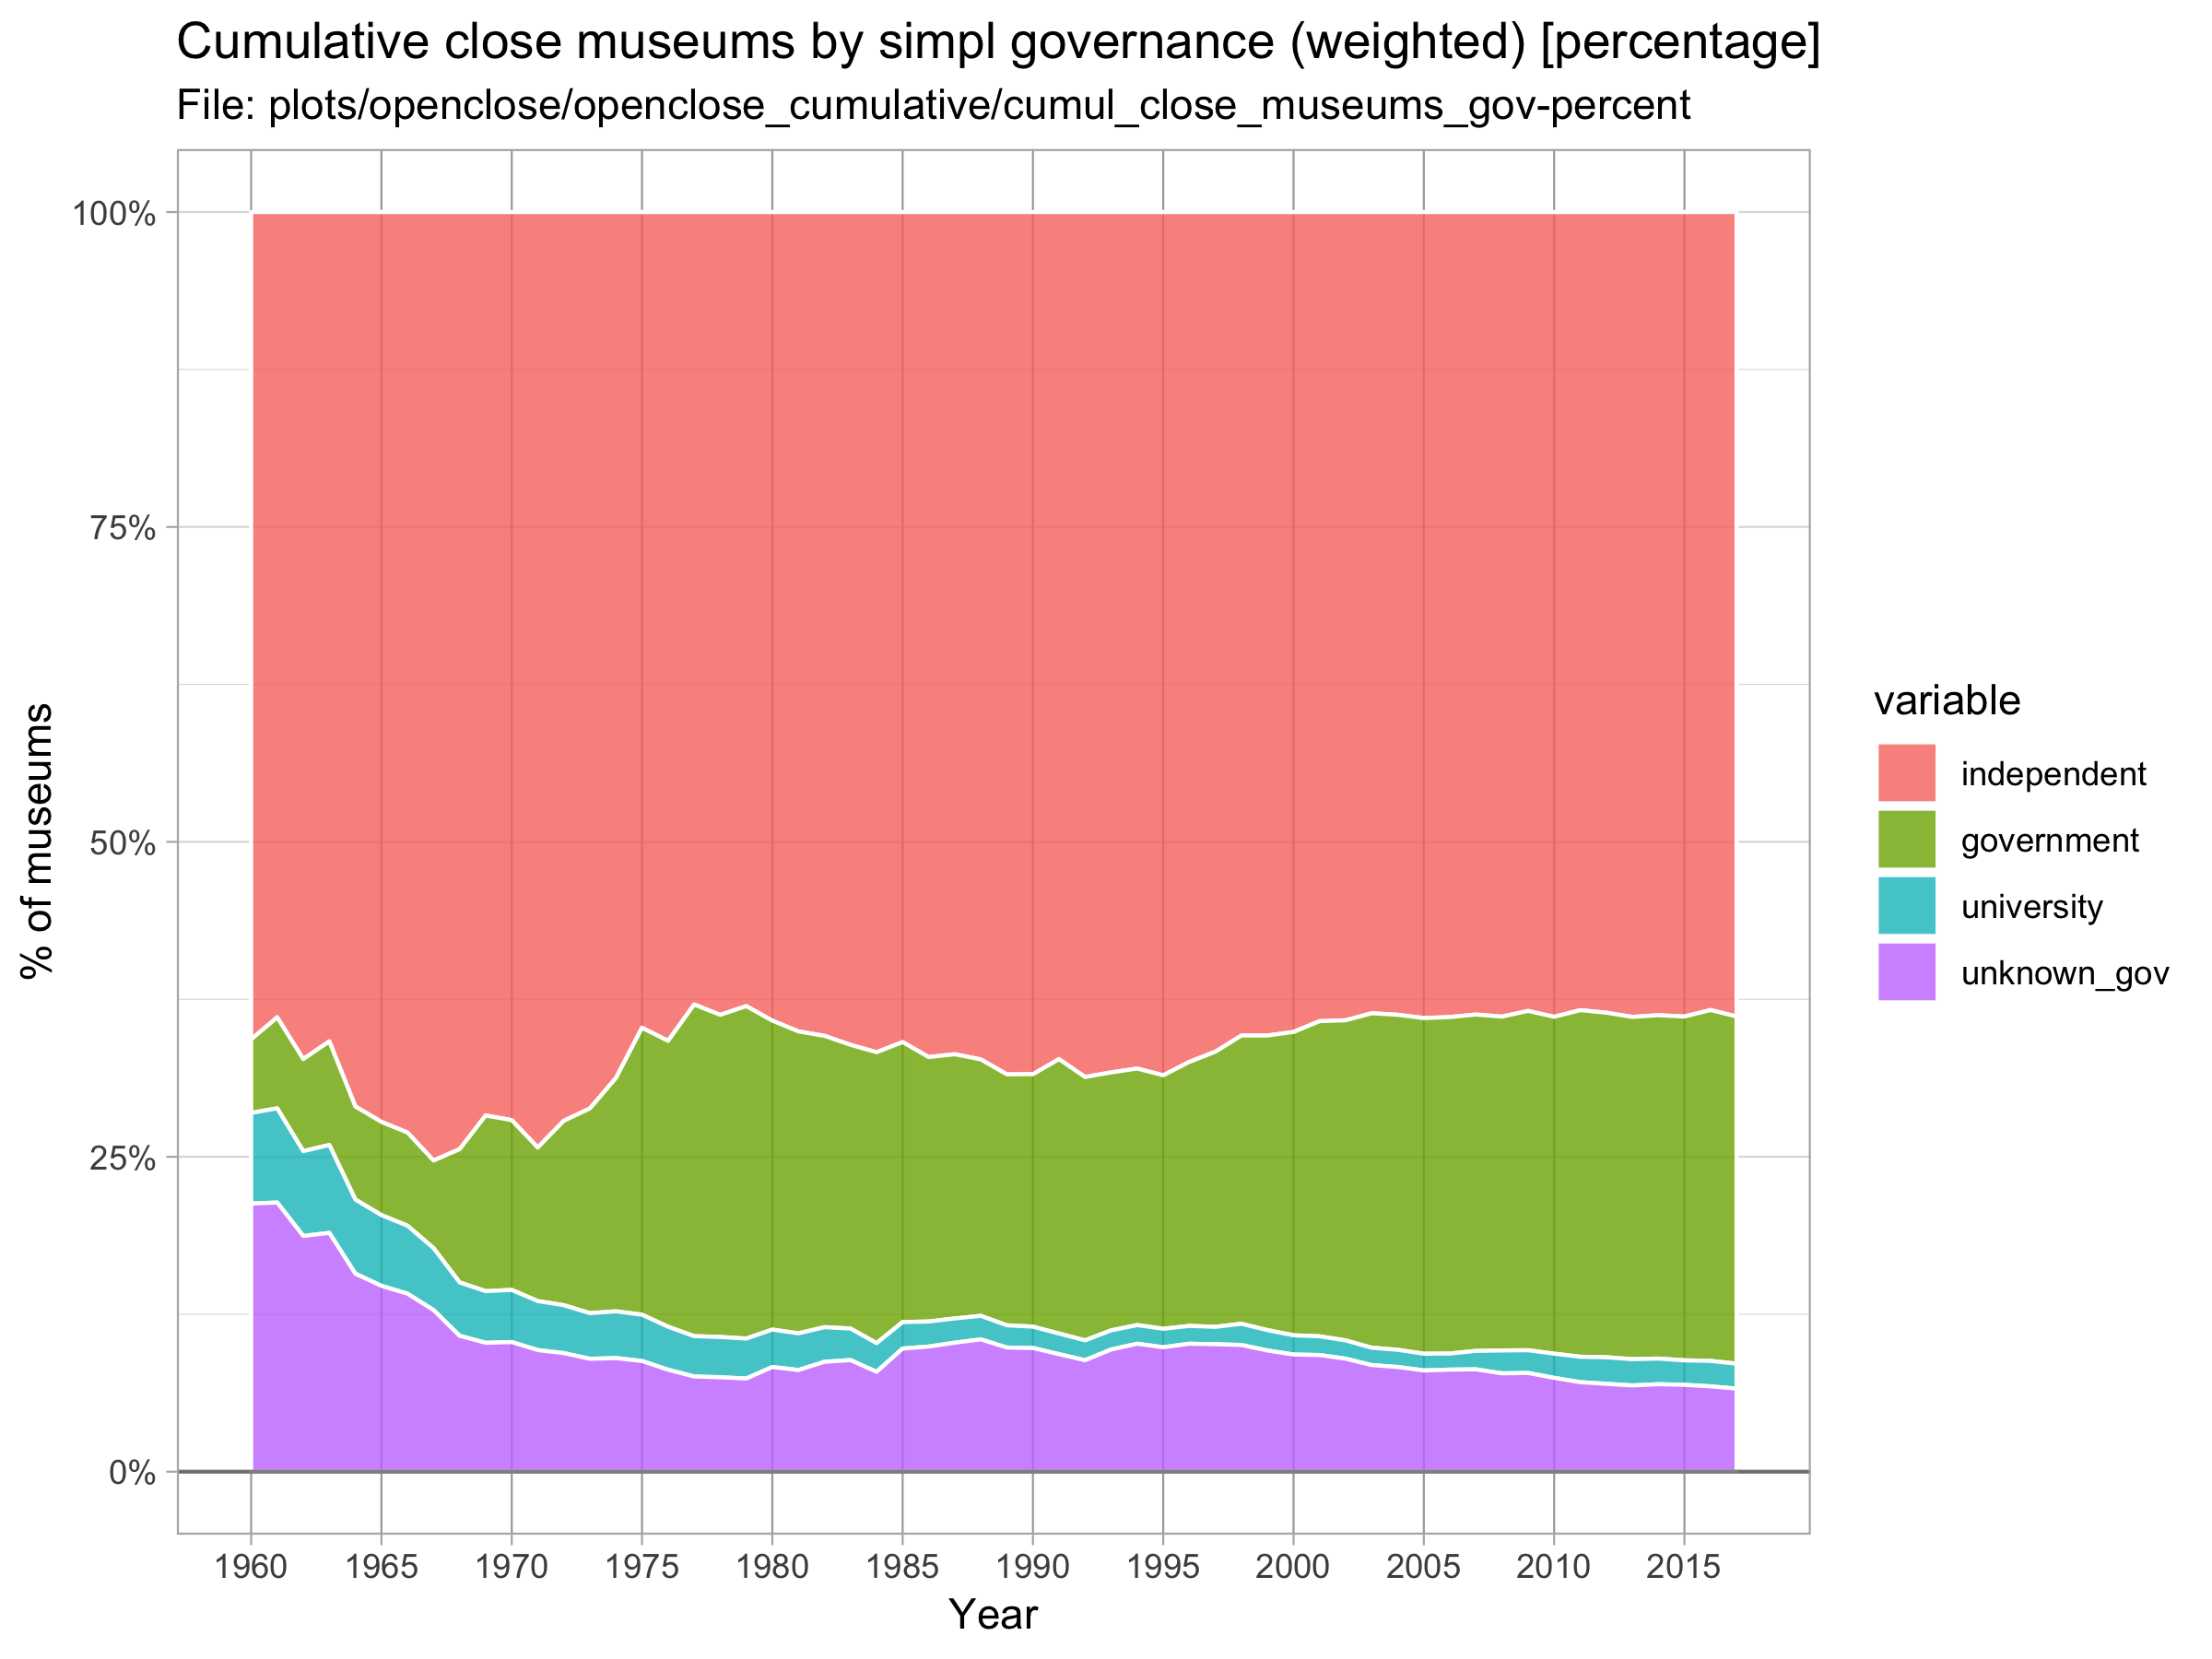 Cumulative close museums by simpl governance (weighted) [percentage]
File: plots/openclose/openclose_cumulative/cumul_close_museums_gov-percent
100%
75%
50%
25%
0%
% of museums
1960 1965 1970 1975 1980 1985 1990 1995 2000 2005 2010 2015
Year
variable
independent
government
university
unknown_gov